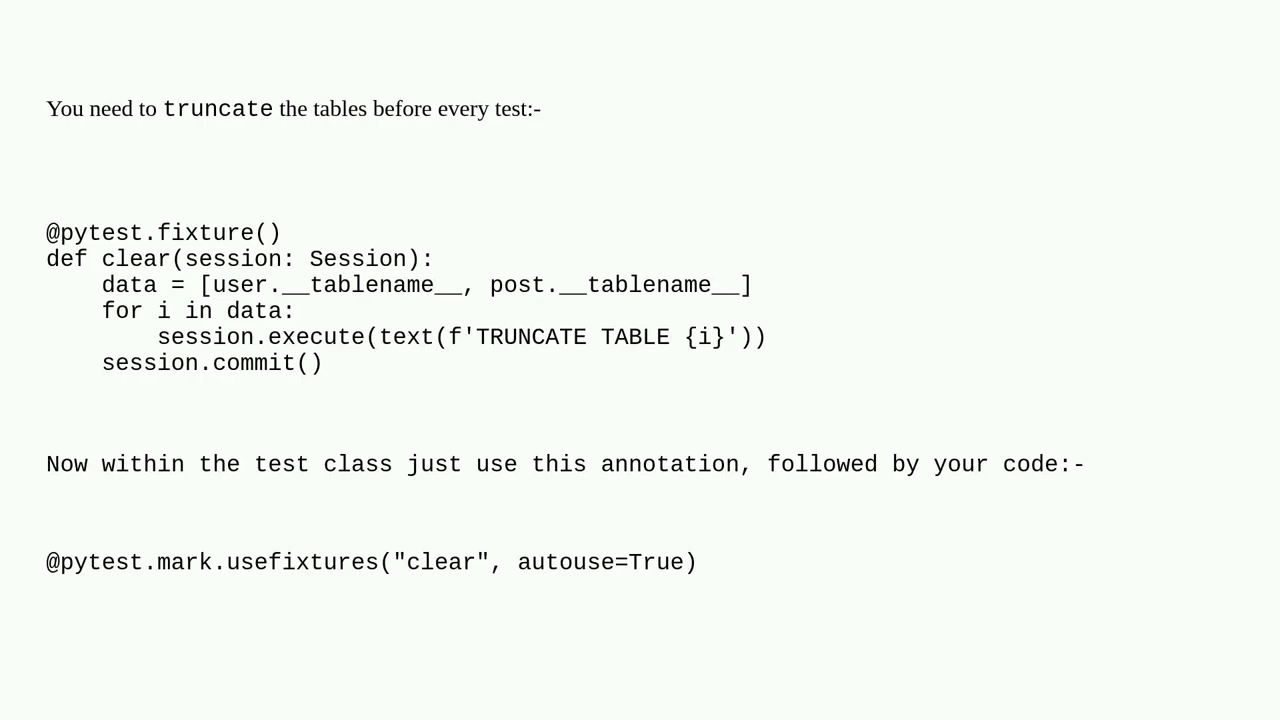 You need to truncate the tables before every test:-
@pytest.fixture()
def clear(session: Session):
    data = [user.__tablename__, post.__tablename__]
    for i in data:
        session.execute(text(f'TRUNCATE TABLE {i}'))
    session.commit()
Now within the test class just use this annotation, followed by your code:-
@pytest.mark.usefixtures("clear", autouse=True)